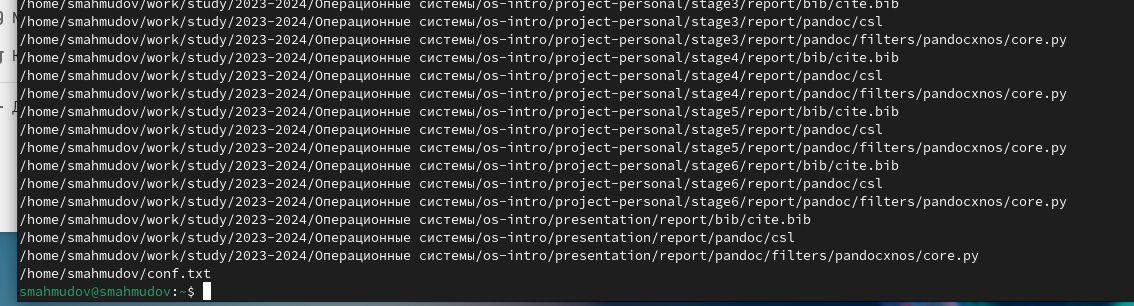 /home/smahmudov/work/study/2023-2024/Операционные системы/os-intro/project-personal/stage3/report/bib/cite.bib
/home/smahmudov/work/study/2023-2024/Операционные системы/os-intro/project-personal/stage3/report/pandoc/csl
/home/smahmudov/work/study/2023-2024/Операционные системы/os-intro/project-personal/stage3/report/pandoc/filters/pandocxnos/core.py
/home/smahmudov/work/study/2023-2024/Операционные системы/os-intro/project-personal/stage4/report/bib/cite.bib
/home/smahmudov/work/study/2023-2024/Операционные системы/os-intro/project-personal/stage4/report/pandoc/csl
/home/smahmudov/work/study/2023-2024/Операционные системы/os-intro/project-personal/stage4/report/pandoc/filters/pandocxnos/core.py
/home/smahmudov/work/study/2023-2024/Операционные системы/os-intro/project-personal/stage5/report/bib/cite.bib
/home/smahmudov/work/study/2023-2024/Операционные системы/os-intro/project-personal/stage5/report/pandoc/csl
/home/smahmudov/work/study/2023-2024/Операционные системы/os-intro/project-personal/stage5/report/pandoc/filters/pandocxnos/core.py
/home/smahmudov/work/study/2023-2024/Операционные системы/os-intro/project-personal/stage6/report/bib/cite.bib
/home/smahmudov/work/study/2023-2024/Операционные системы/os-intro/project-personal/stage6/report/pandoc/csl
/home/smahmudov/work/study/2023-2024/Операционные системы/os-intro/project-personal/stage6/report/pandoc/filters/pandocxnos/core.py
/home/smahmudov/work/study/2023-2024/Операционные системы/os-intro/presentation/report/bib/cite.bib
/home/smahmudov/work/study/2023-2024/Операционные системы/os-intro/presentation/report/pandoc/csl
/home/smahmudov/work/study/2023-2024/Операционные системы/os-intro/presentation/report/pandoc/filters/pandocxnos/core.py
/home/smahmudov/conf.txt
smahmudov@smahmudov:~$